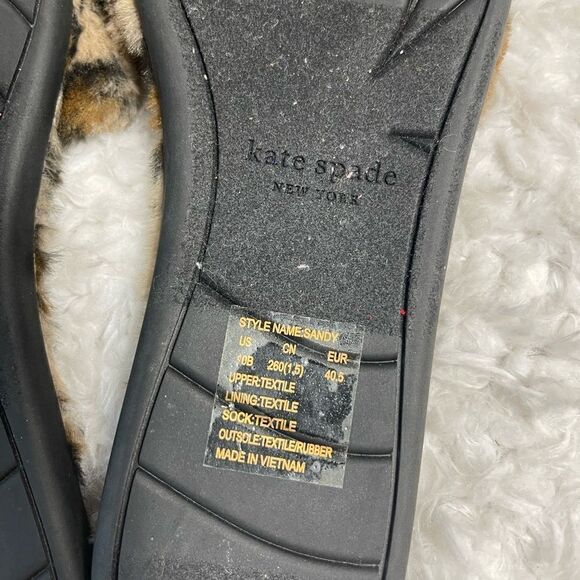 kate spade
NEW YORK
STYLE NAME:SANDY
US CN EUR
10B 260(1,5) 40.5
UPPER:TEXTILE
LINING:TEXTILE
SOCK:TEXTILE
OUTSOLE:TEXTILE/RUBBER
MADE IN VIETNAM